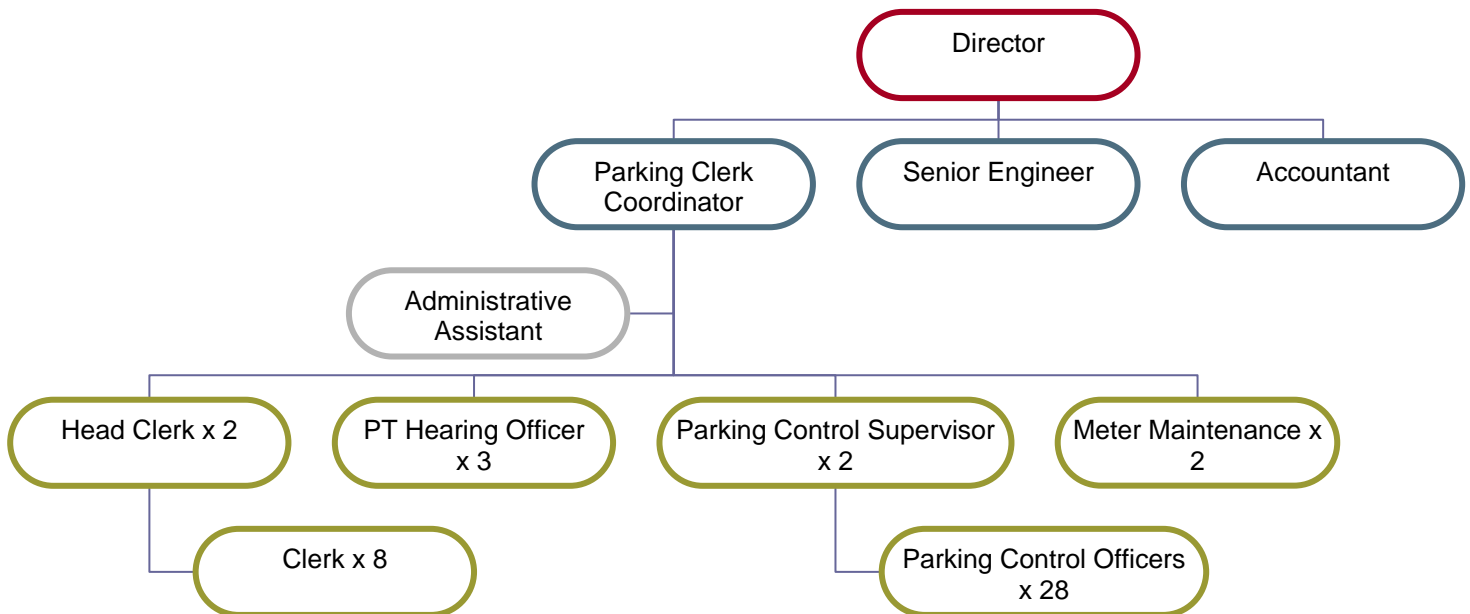 Director
Parking Clerk
Coordinator
Senior Engineer
Accountant
Administrative
Assistant
Head Clerk x 2
PT Hearing Officer
x 3
Parking Control Supervisor
x 2
Meter Maintenance x
2
Clerk x 8
Parking Control Officers
x 28